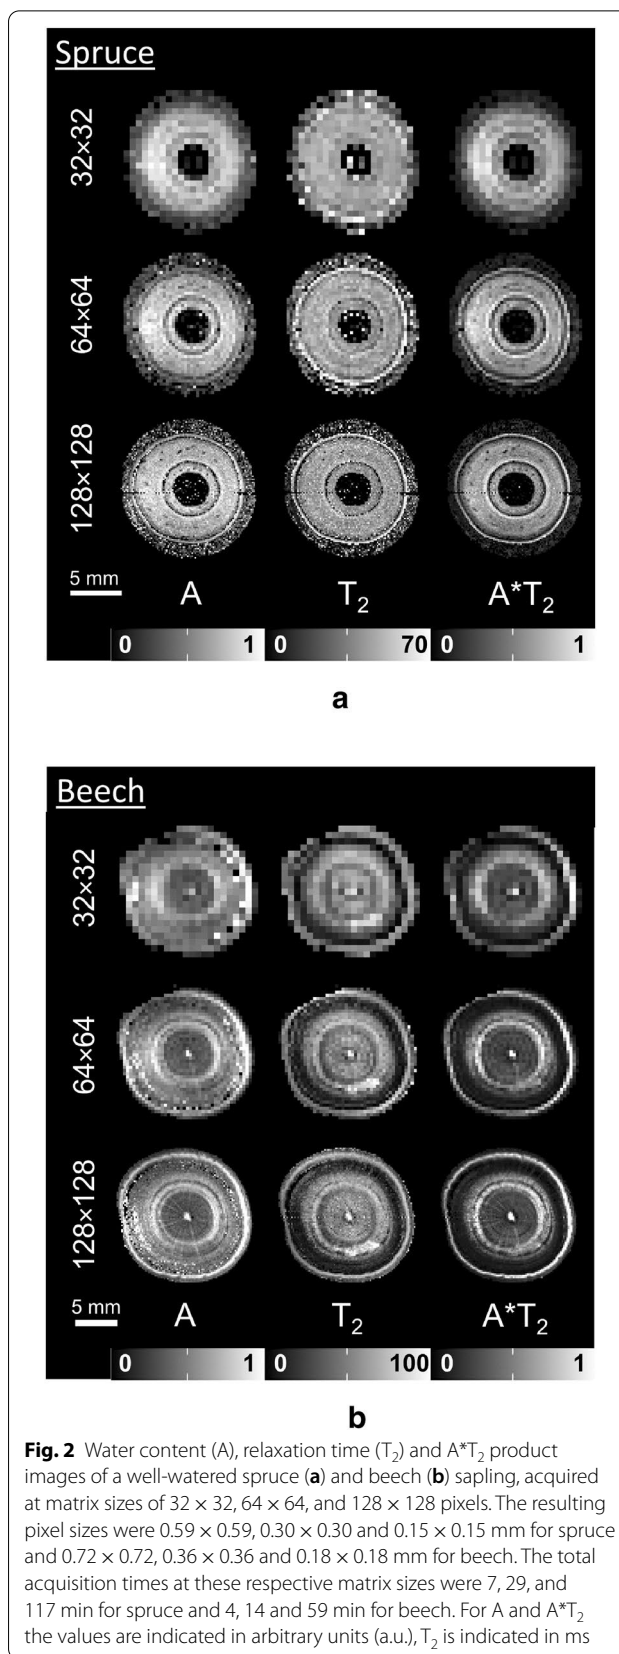 Spruce
32×32
64×64
128×128
5 mm
A
T₂
A*T₂
0 1
0 70
0 1
a
Beech
32×32
64×64
128×128
5 mm
A
T₂
A*T₂
0 1
0 100
0 1
b
Fig. 2 Water content (A), relaxation time (T₂) and A*T₂ product
images of a well-watered spruce (a) and beech (b) sapling, acquired
at matrix sizes of 32 × 32, 64 × 64, and 128 × 128 pixels. The resulting
pixel sizes were 0.59 × 0.59, 0.30 × 0.30 and 0.15 × 0.15 mm for spruce
and 0.72 × 0.72, 0.36 × 0.36 and 0.18 × 0.18 mm for beech. The total
acquisition times at these respective matrix sizes were 7, 29, and
117 min for spruce and 4, 14 and 59 min for beech. For A and A*T₂
the values are indicated in arbitrary units (a.u.), T₂ is indicated in ms